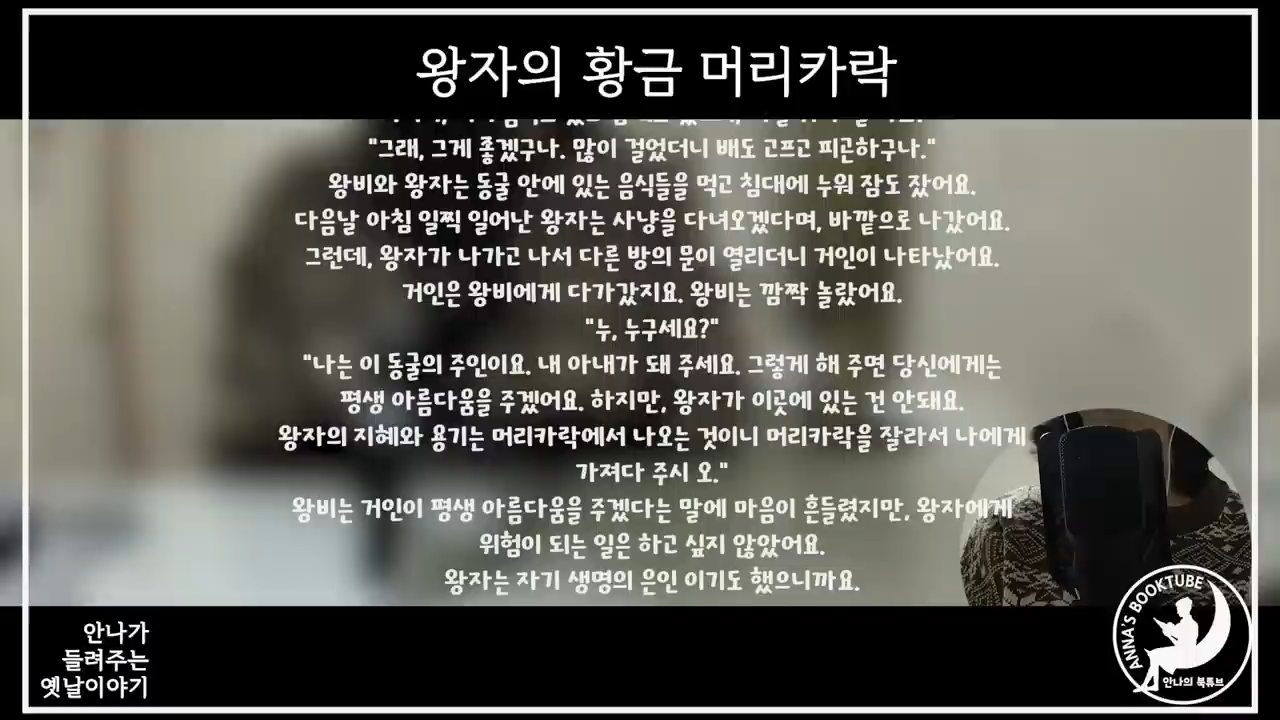 왕자의 황금 머리카락
"그래, 그게 좋겠구나. 많이 걸었더니 배도 고프고 피곤하구나."
왕비와 왕자는 동굴 안에 있는 음식들을 먹고 침대에 누워 잠도 잤어요.
다음날 아침 일찍 일어난 왕자는 사냥을 다녀오겠다며, 바깥으로 나갔어요.
그런데, 왕자가 나가고 나서 다른 방의 문이 열리더니 거인이 나타났어요.
거인은 왕비에게 다가갔지요. 왕비는 깜짝 놀랐어요.
"누, 누구세요?"
"나는 이 동굴의 주인이요. 내 아내가 돼 주세요. 그렇게 해 주면 당신에게는
평생 아름다움을 주겠어요. 하지만, 왕자가 이곳에 있는 건 안돼요.
왕자의 지혜와 용기는 머리카락에서 나오는 것이니 머리카락을 잘라서 나에게
가져다 주시 오."
왕비는 거인이 평생 아름다움을 주겠다는 말에 마음이 흔들렸지만, 왕자에게
위험이 되는 일은 하고 싶지 않았어요.
왕자는 자기 생명의 은인 이기도 했으니까요.
안나가
들려주는
옛날이야기
ANNA'S BOOKTUBE
안나의 북튜브